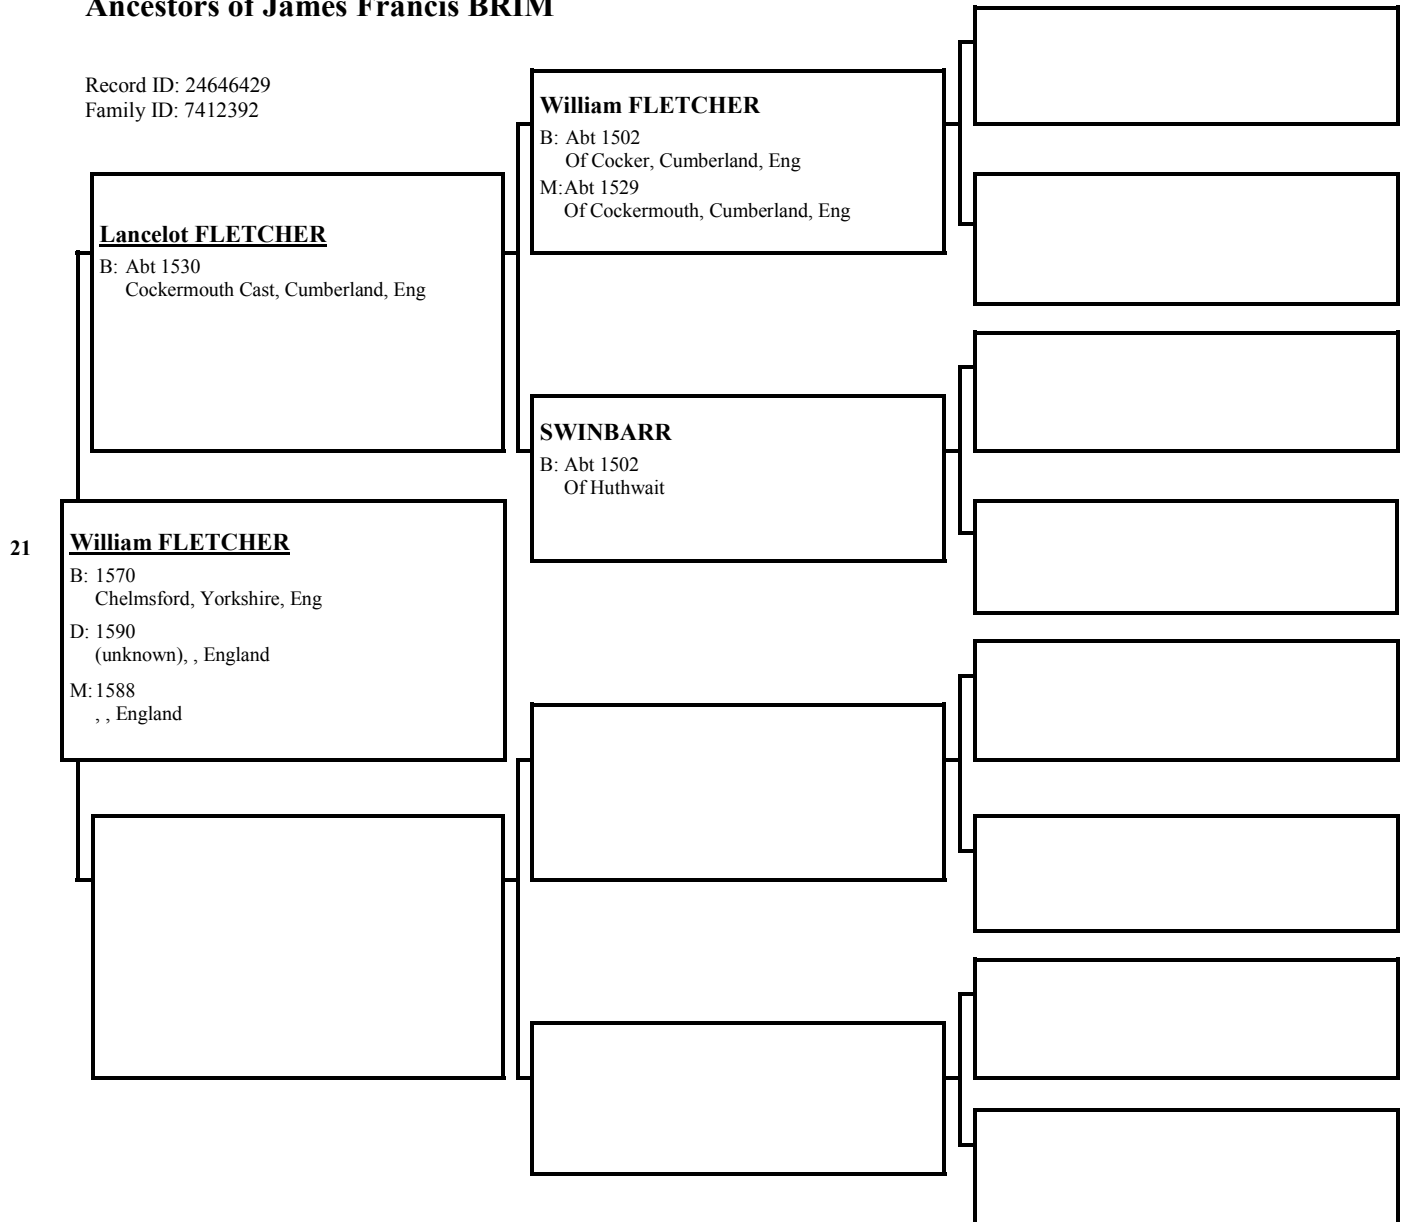 Ancestors of James Francis BRIM
Record ID: 24646429
Family ID: 7412392
William FLETCHER
B: Abt 1502
Of Cocker, Cumberland, Eng
M:Abt 1529
Of Cockermouth, Cumberland, Eng
Lancelot FLETCHER
B: Abt 1530
Cockermouth Cast, Cumberland, Eng
SWINBARR
B: Abt 1502
Of Huthwait
21
William FLETCHER
B: 1570
Chelmsford, Yorkshire, Eng
D: 1590
(unknown), , England
M: 1588
, , England